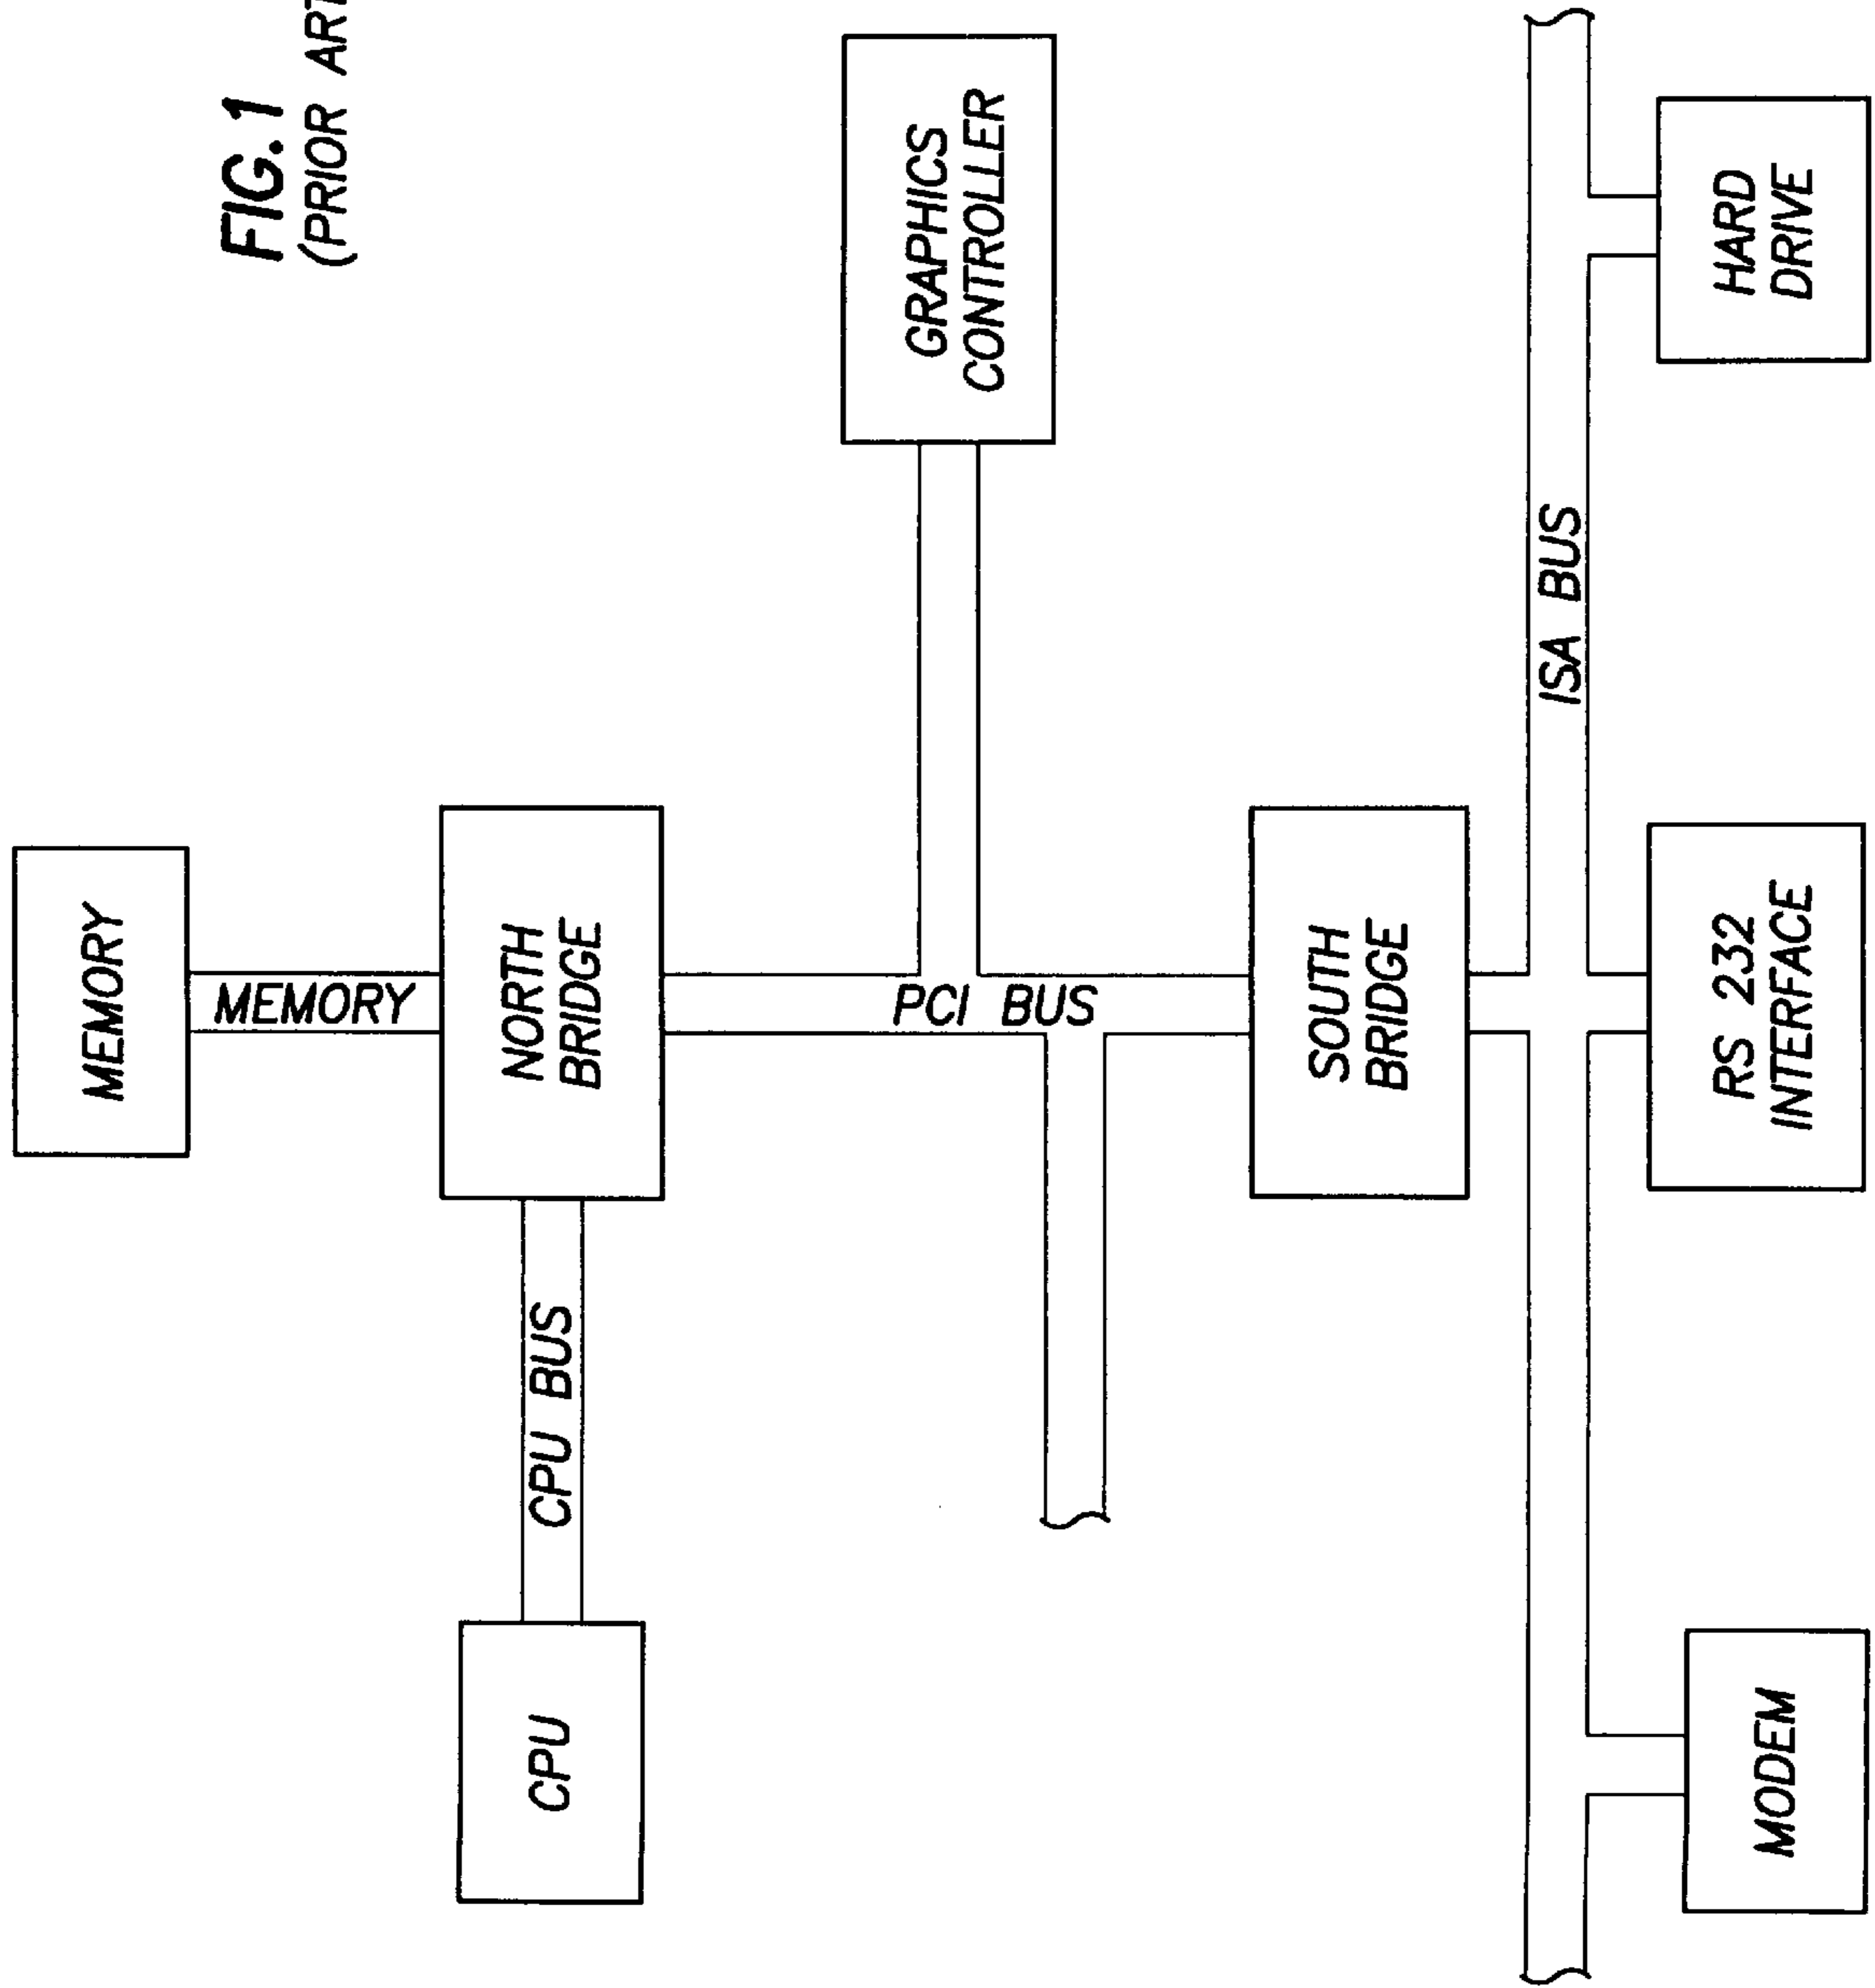 FIG.1
(PRIOR ART
MEMORY
MEMORY
CPU
CPU BUS
NORTH
BRIDGE
GRAPHICS
CONTROLLER
PCI BUS
SOUTH
BRIDGE
ISA BUS
MODEM
RS 232
INTERFACE
HARD
DRIVE